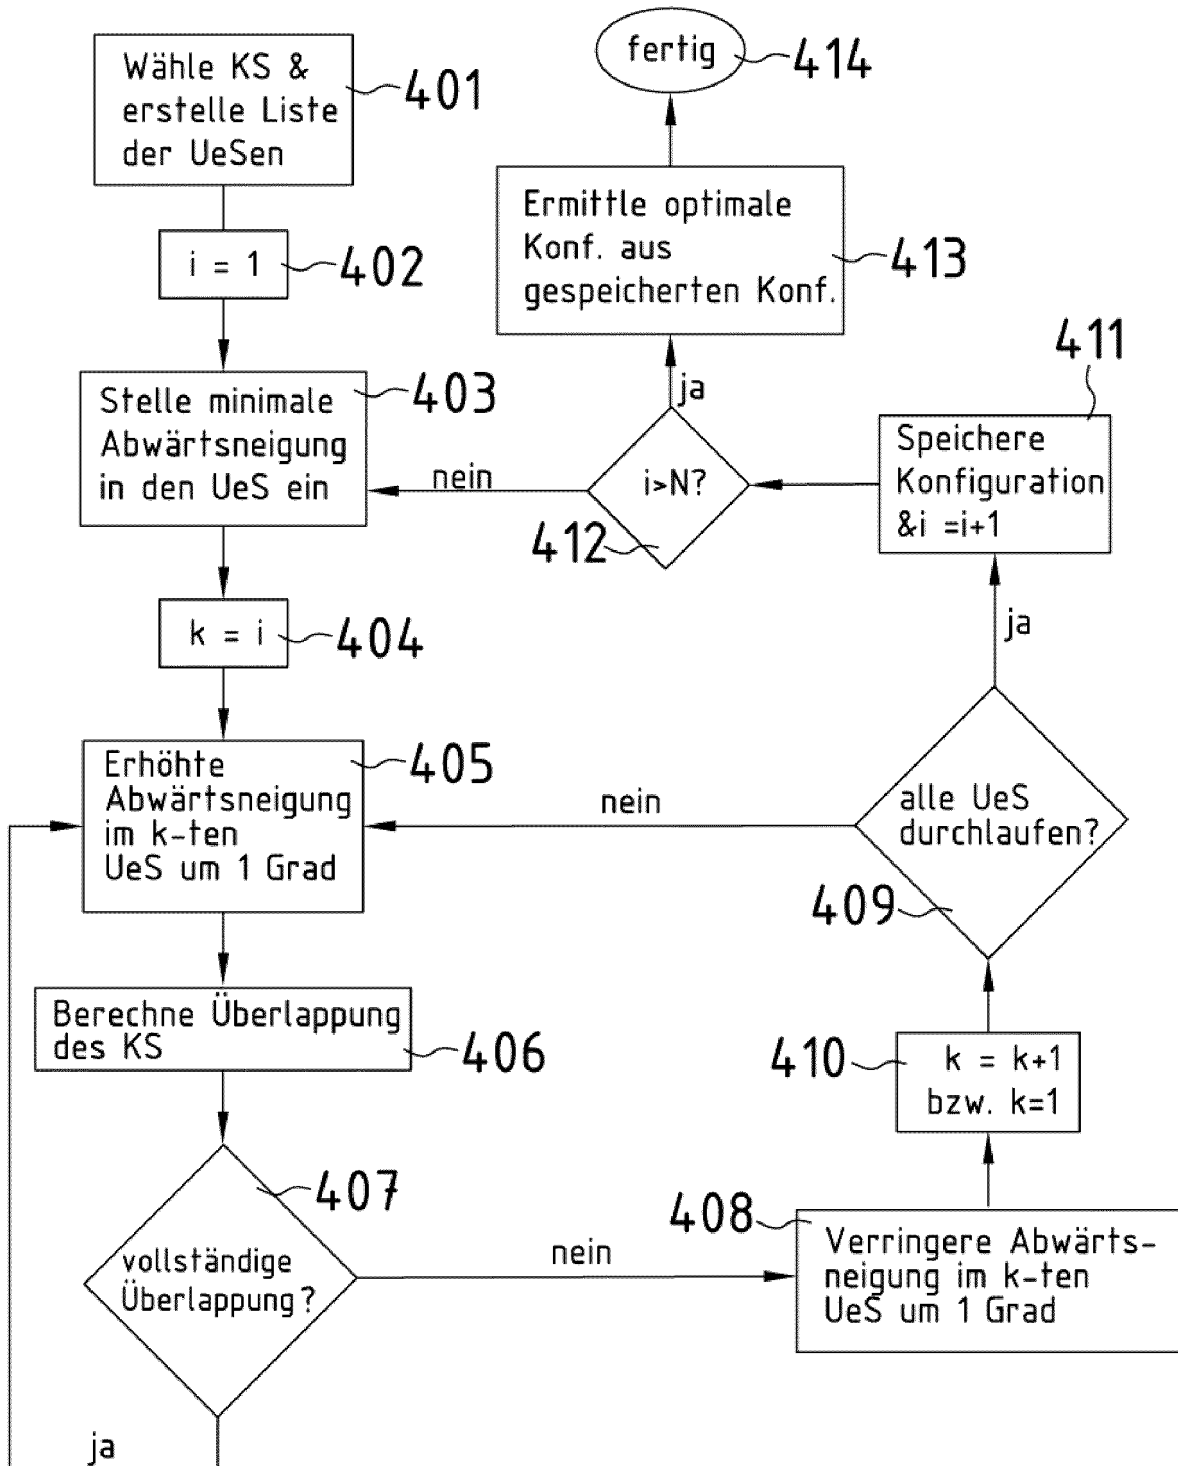 Wähle KS &
erstelle Liste
der UeSen
401
i = 1
402
Stelle minimale
Abwärtsneigung
in den UeS ein
403
k = i
404
Erhöhte
Abwärtsneigung
im k-ten
UeS um 1 Grad
405
Berechne Überlappung
des KS
406
vollständige
Überlappung?
407
ja
nein
Verringere Abwärts-
neigung im k-ten
UeS um 1 Grad
408
k = k+1
bzw. k=1
410
alle UeS
durchlaufen?
409
nein
ja
Speichere
Konfiguration
&i =i+1
411
i>N?
412
nein
ja
Ermittle optimale
Konf. aus
gespeicherten Konf.
413
fertig
414